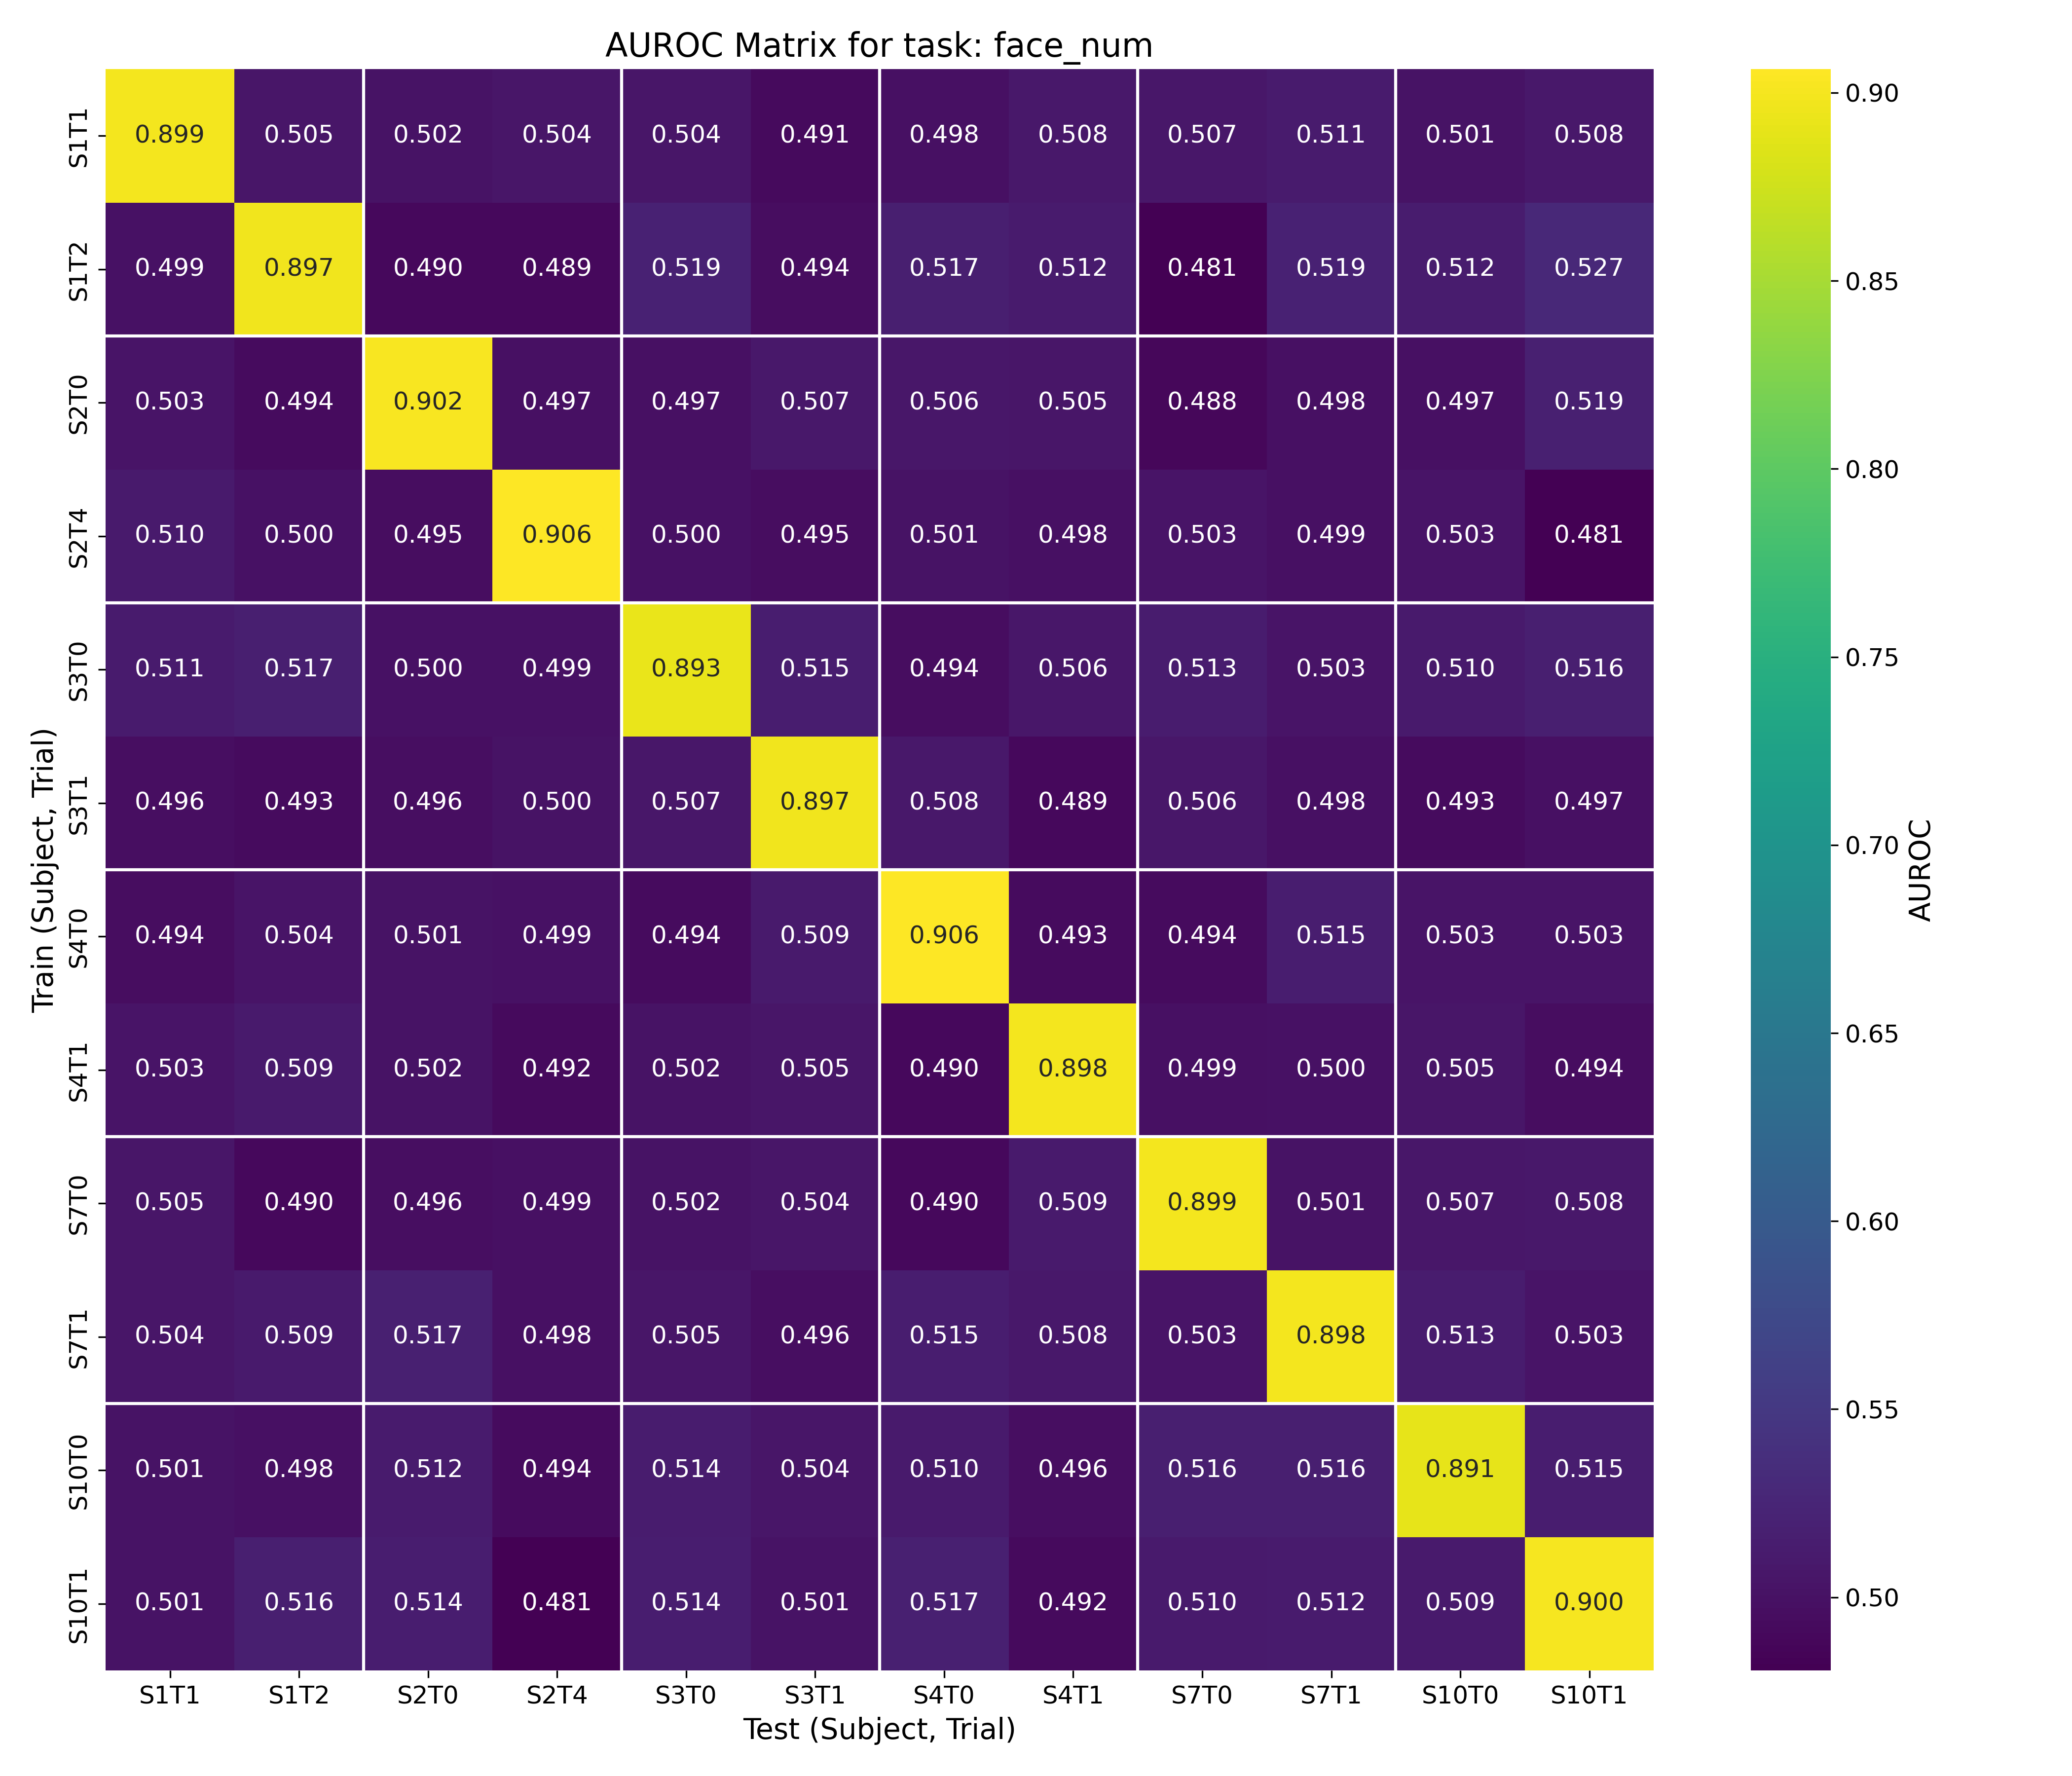 AUROC Matrix for task: face_num
S1T1 0.899 0.505 0.502 0.504 0.504 0.491 0.498 0.508 0.507 0.511 0.501 0.508
S1T2 0.499 0.897 0.490 0.489 0.519 0.494 0.517 0.512 0.481 0.519 0.512 0.527
S2T0 0.503 0.494 0.902 0.497 0.497 0.507 0.506 0.505 0.488 0.498 0.497 0.519
S2T4 0.510 0.500 0.495 0.906 0.500 0.495 0.501 0.498 0.503 0.499 0.503 0.481
S3T0 0.511 0.517 0.500 0.499 0.893 0.515 0.494 0.506 0.513 0.503 0.510 0.516
S3T1 0.496 0.493 0.496 0.500 0.507 0.897 0.508 0.489 0.506 0.498 0.493 0.497
S4T0 0.494 0.504 0.501 0.499 0.494 0.509 0.906 0.493 0.494 0.515 0.503 0.503
S4T1 0.503 0.509 0.502 0.492 0.502 0.505 0.490 0.898 0.499 0.500 0.505 0.494
S7T0 0.505 0.490 0.496 0.499 0.502 0.504 0.490 0.509 0.899 0.501 0.507 0.508
S7T1 0.504 0.509 0.517 0.498 0.505 0.496 0.515 0.508 0.503 0.898 0.513 0.503
S10T0 0.501 0.498 0.512 0.494 0.514 0.504 0.510 0.496 0.516 0.516 0.891 0.515
S10T1 0.501 0.516 0.514 0.481 0.514 0.501 0.517 0.492 0.510 0.512 0.509 0.900
S1T1 S1T2 S2T0 S2T4 S3T0 S3T1 S4T0 S4T1 S7T0 S7T1 S10T0 S10T1
Test (Subject, Trial)
Train (Subject, Trial)
0.90
0.85
0.80
0.75
0.70
0.65
0.60
0.55
0.50
AUROC